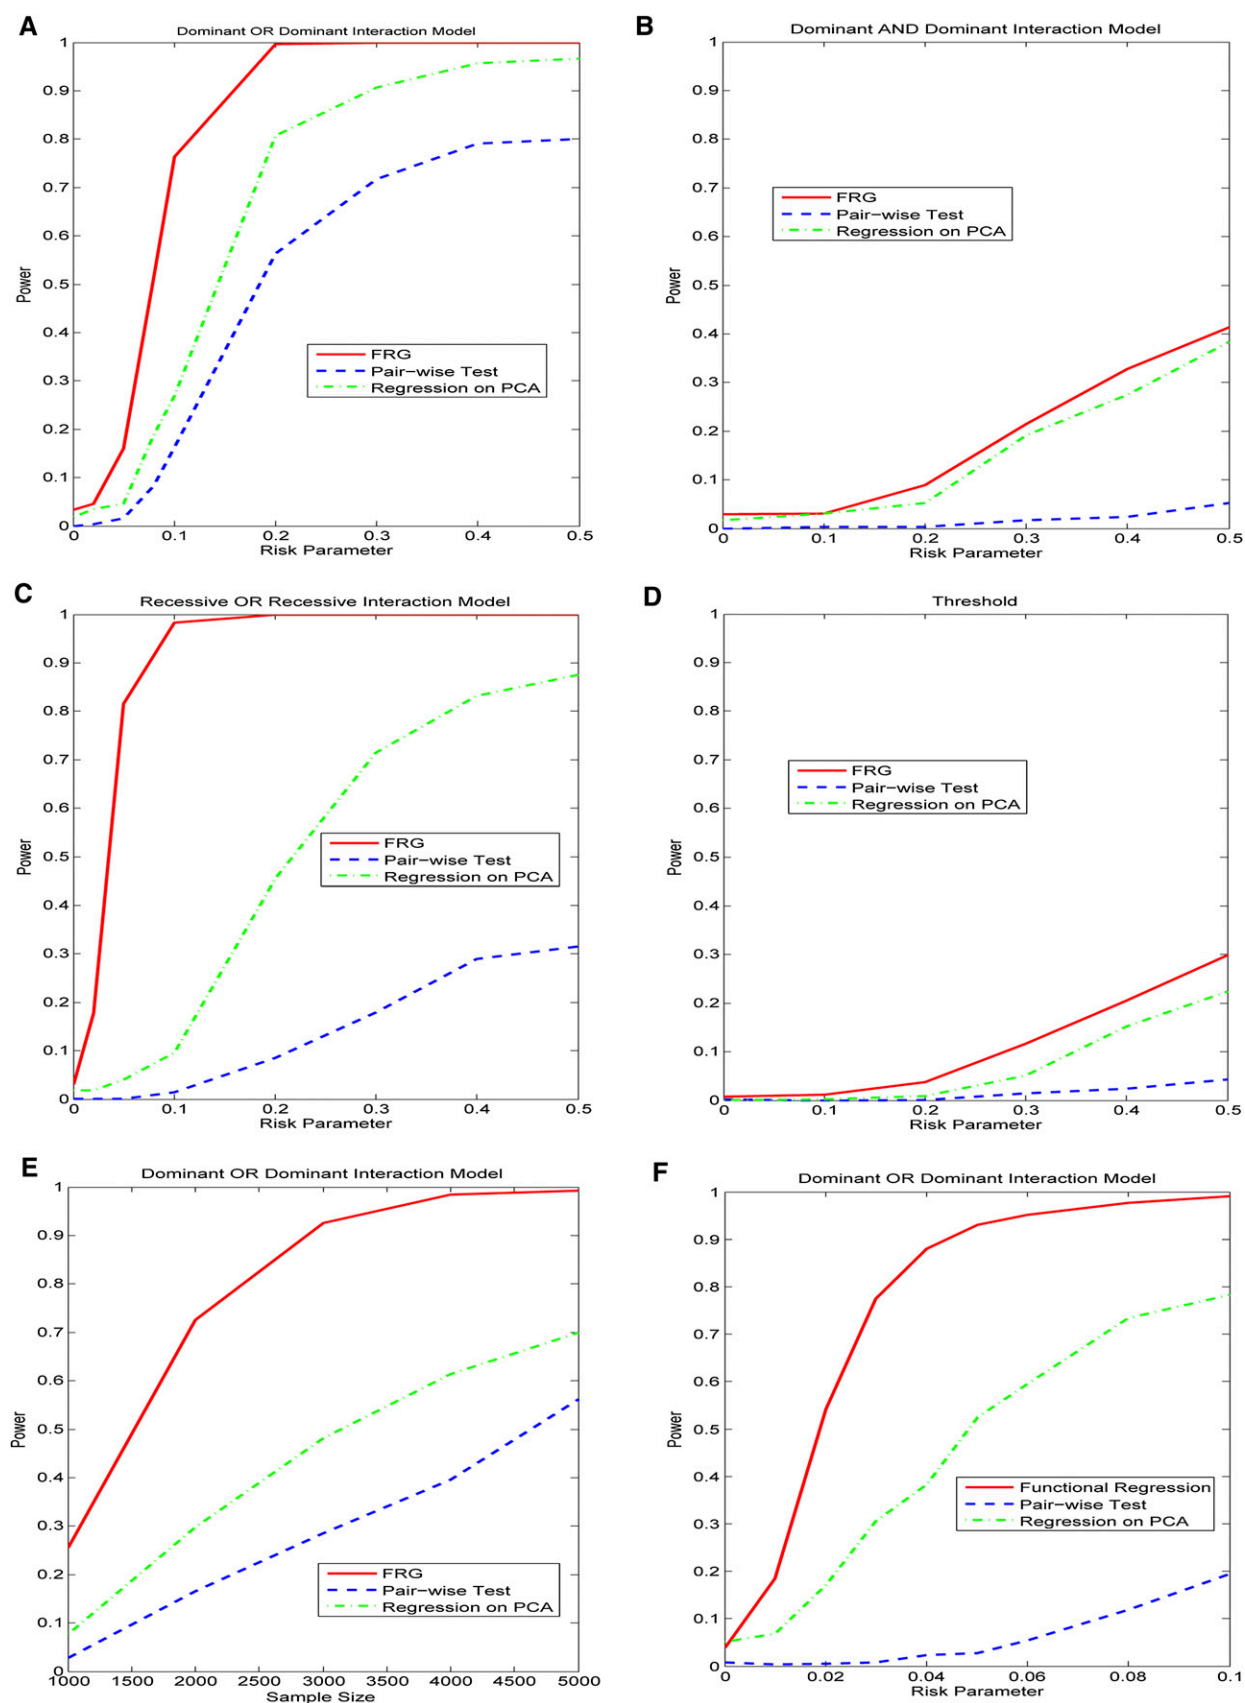 A
Dominant OR Dominant Interaction Model
1
0.9
0.8
0.7
0.6
0.5
0.4
0.3
0.2
0.1
0
Power
FRG
Pair-wise Test
Regression on PCA
0 0.1 0.2 0.3 0.4 0.5
Risk Parameter
B
Dominant AND Dominant Interaction Model
1
0.9
0.8
0.7
0.6
0.5
0.4
0.3
0.2
0.1
0
Power
FRG
Pair-wise Test
Regression on PCA
0 0.1 0.2 0.3 0.4 0.5
Risk Parameter
C
Recessive OR Recessive Interaction Model
1
0.9
0.8
0.7
0.6
0.5
0.4
0.3
0.2
0.1
0
Power
FRG
Pair-wise Test
Regression on PCA
0 0.1 0.2 0.3 0.4 0.5
Risk Parameter
D
Threshold
1
0.9
0.8
0.7
0.6
0.5
0.4
0.3
0.2
0.1
0
Power
FRG
Pair-wise Test
Regression on PCA
0 0.1 0.2 0.3 0.4 0.5
Risk Parameter
E
Dominant OR Dominant Interaction Model
1
0.9
0.8
0.7
0.6
0.5
0.4
0.3
0.2
0.1
0
Power
FRG
Pair-wise Test
Regression on PCA
1000 1500 2000 2500 3000 3500 4000 4500 5000
Sample Size
F
Dominant OR Dominant Interaction Model
1
0.9
0.8
0.7
0.6
0.5
0.4
0.3
0.2
0.1
0
Power
Functional Regression
Pair-wise Test
Regression on PCA
0 0.02 0.04 0.06 0.08 0.1
Risk Parameter